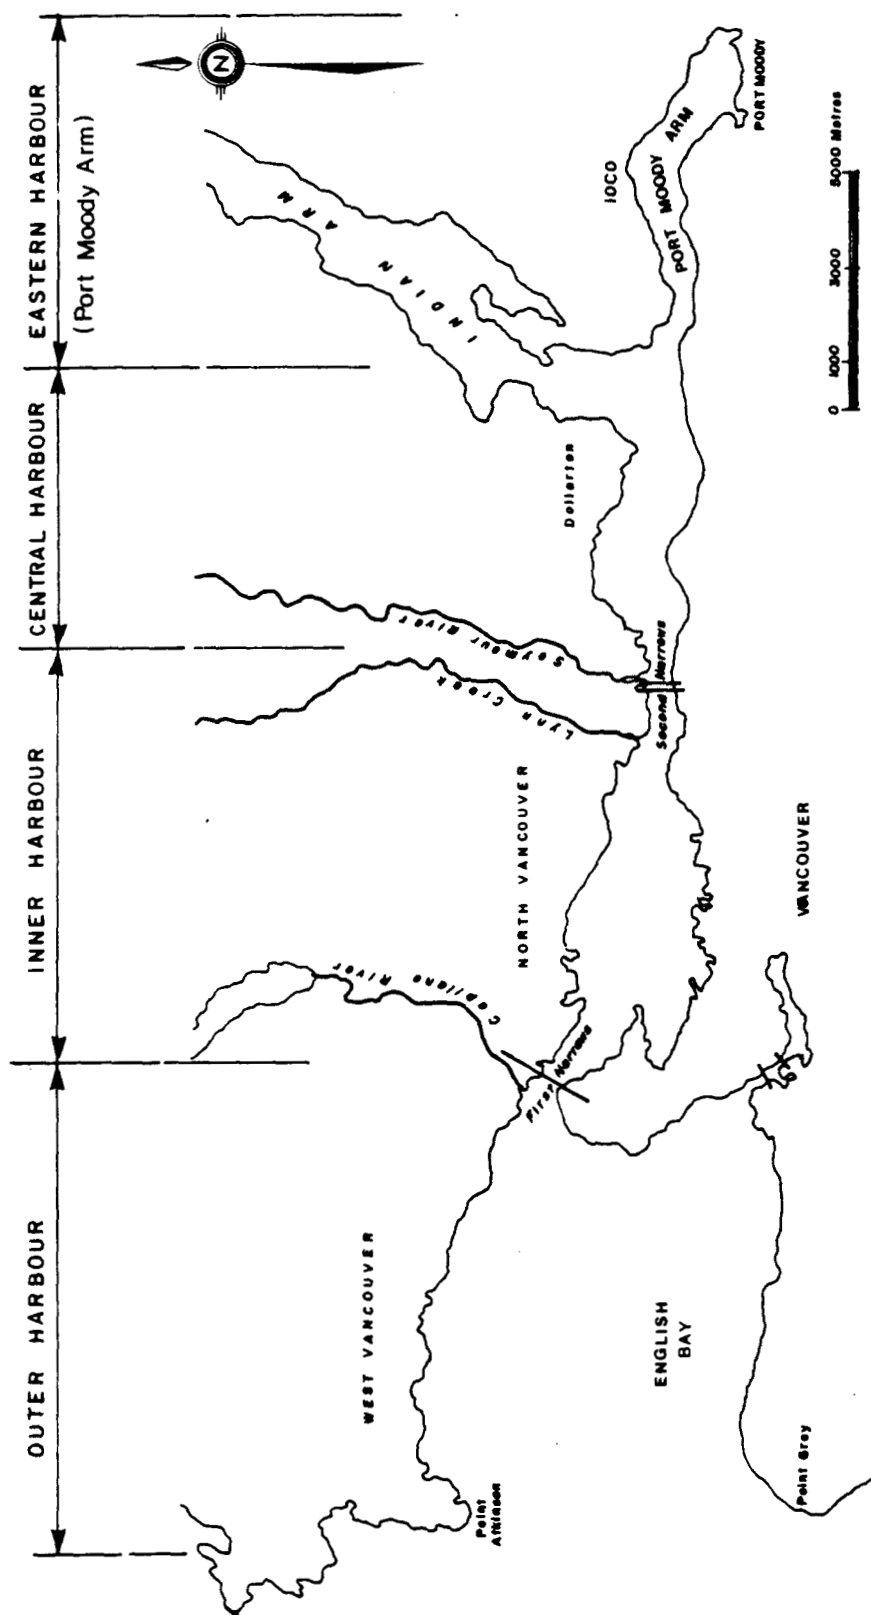 OUTER HARBOUR
INNER HARBOUR
CENTRAL HARBOUR
EASTERN HARBOUR
(Port Moody Arm)
N
INDIAN ARM
Seymour River
Lynn Creek
Capilano River
WEST VANCOUVER
Point
Atkinson
First Narrows
NORTH VANCOUVER
Second Narrows
Dollarton
IOCO
PORT MOODY ARM
PORT MOODY
ENGLISH
BAY
Point Grey
VANCOUVER
0 1000 3000 5000 Metres